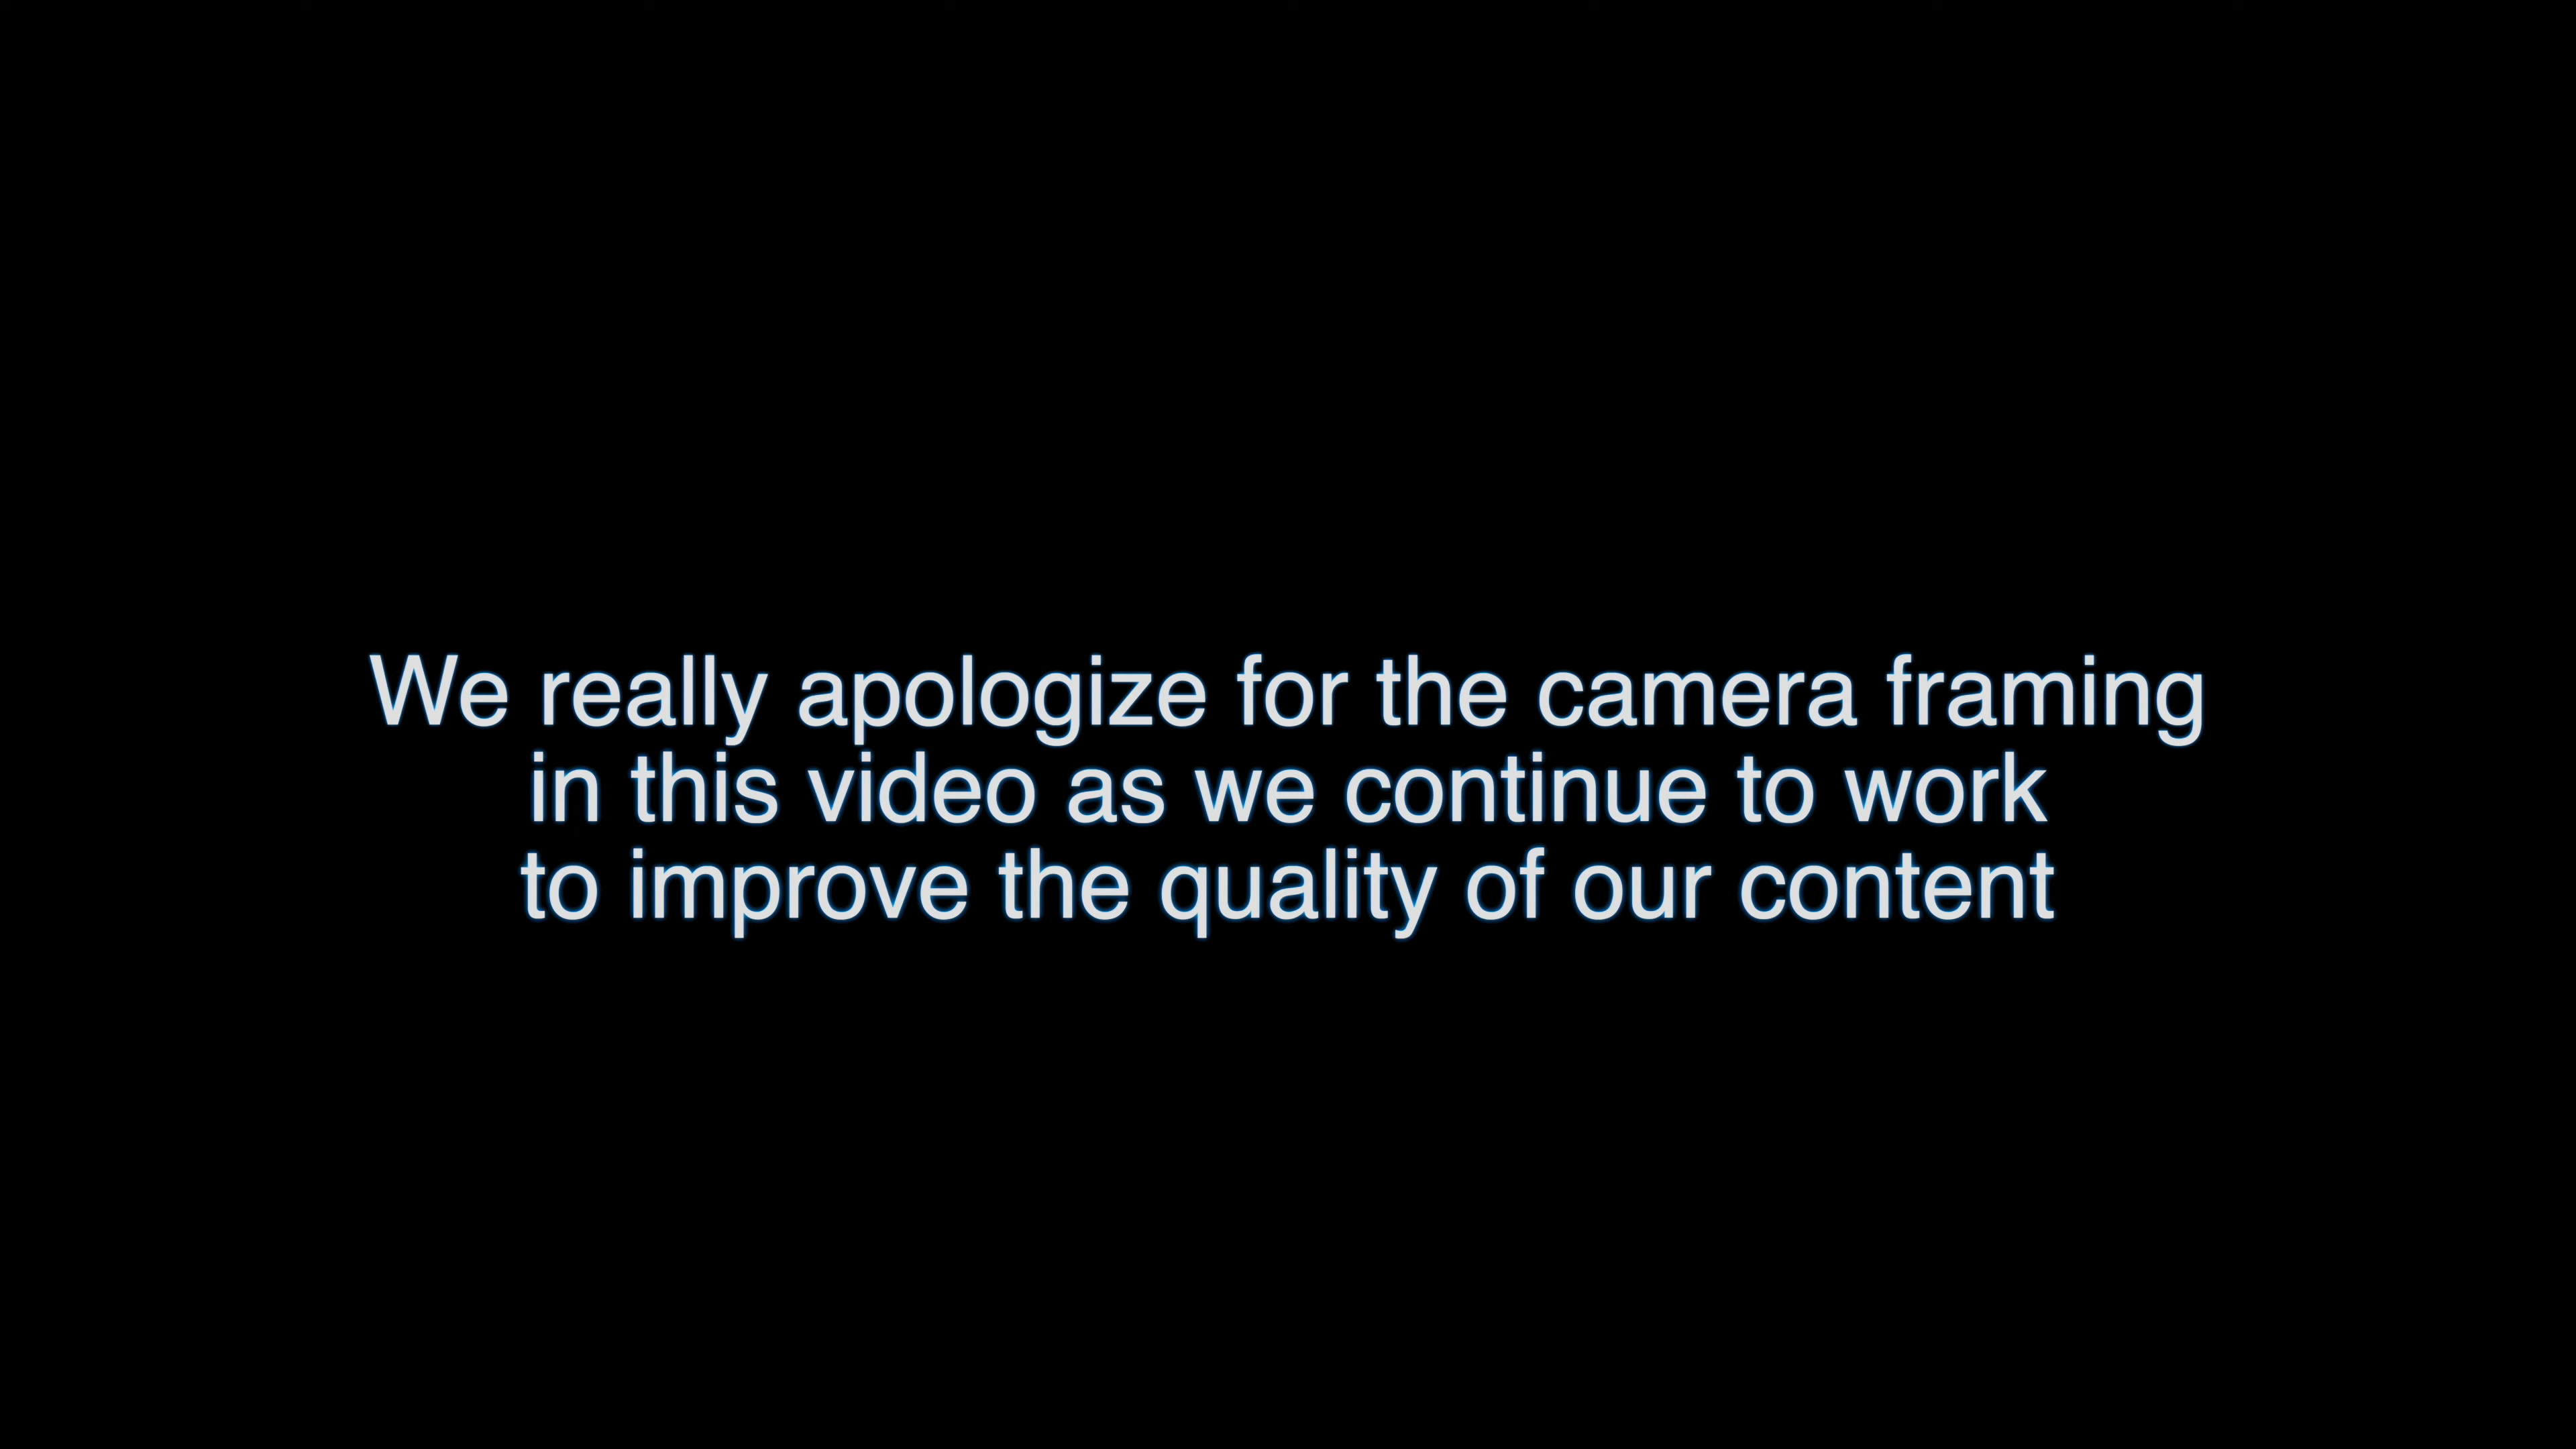 We really apologize for the camera framing
in this video as we continue to work
to improve the quality of our content